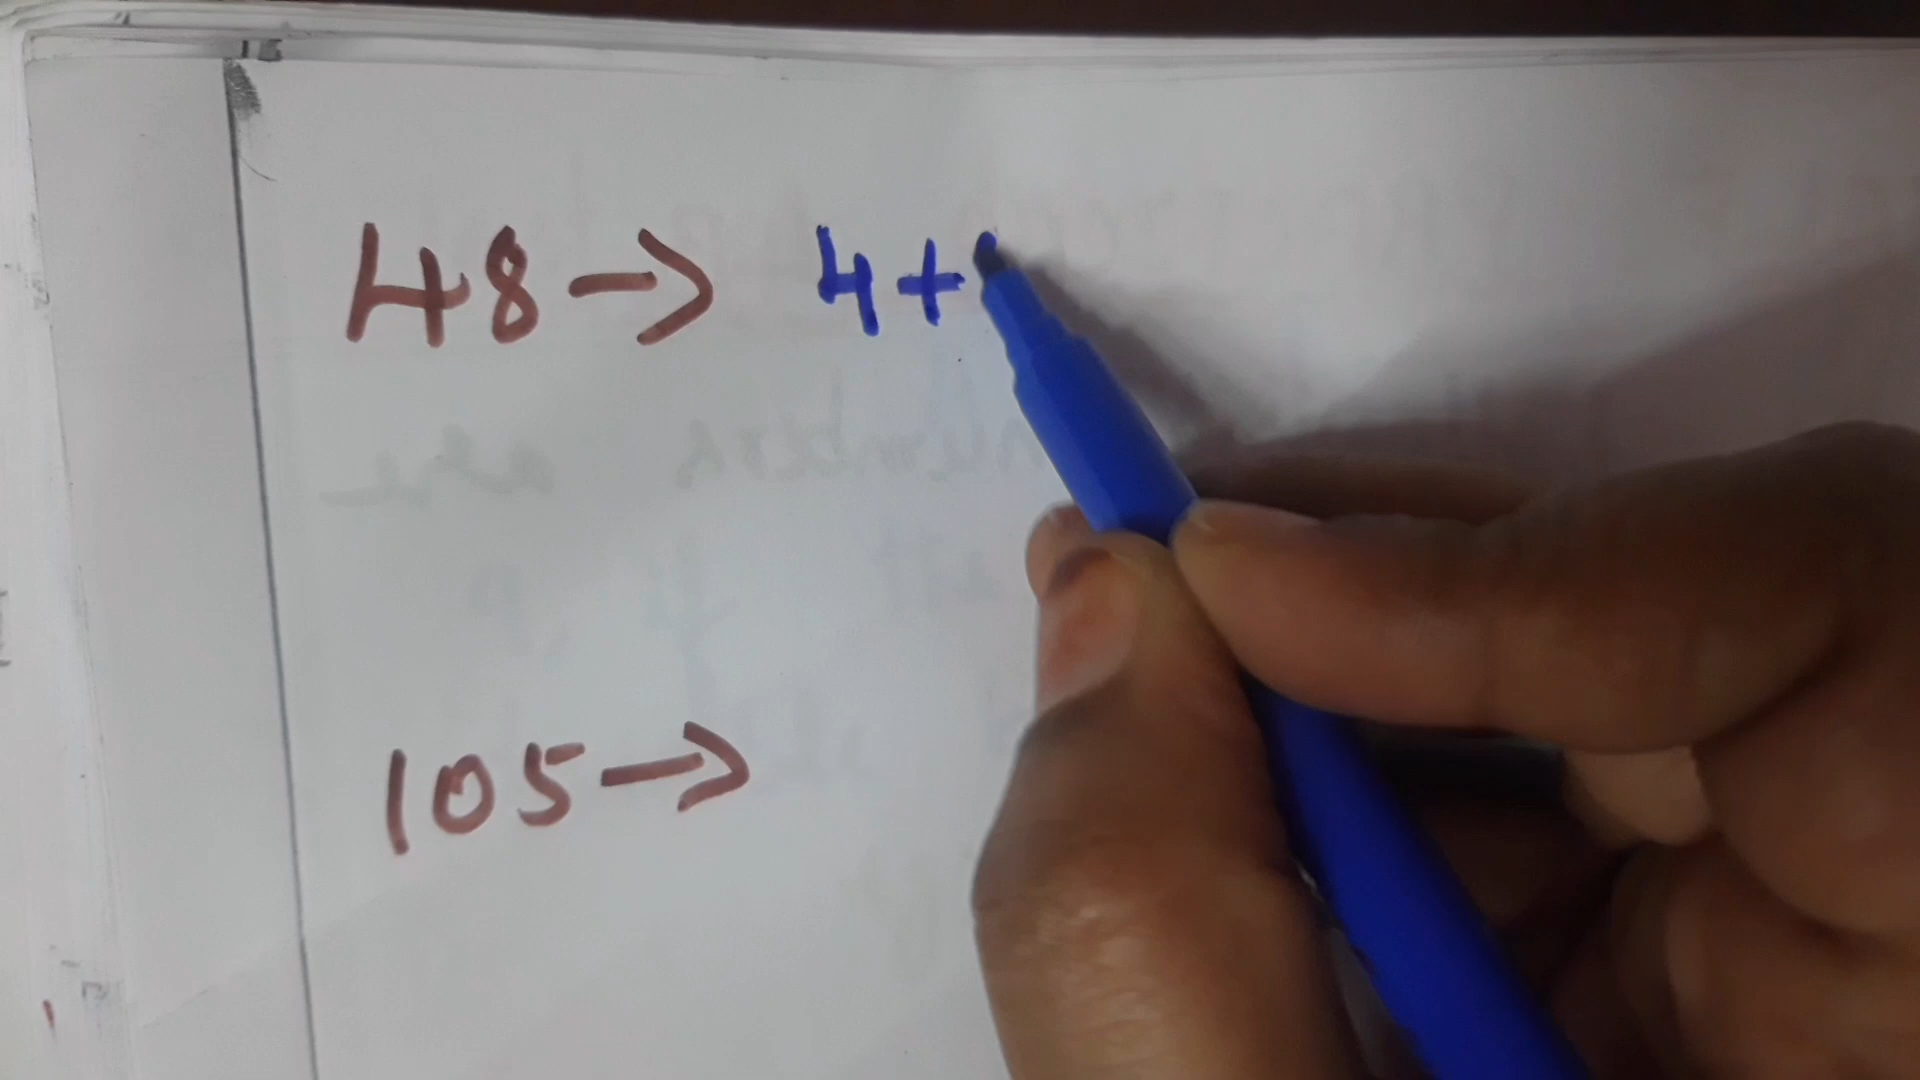 48 → 4+
105 →